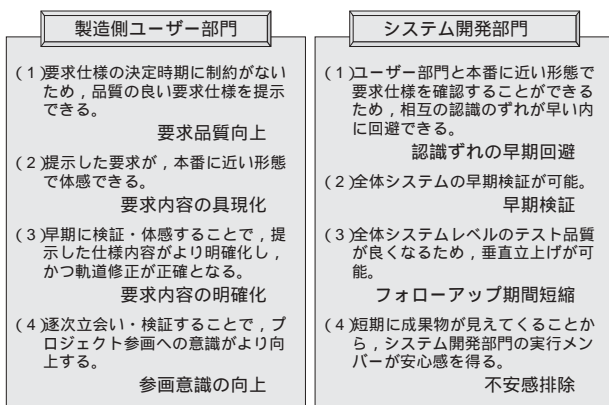 製造側ユーザー部門
(1)要求仕様の決定時期に制約がない
ため,品質の良い要求仕様を提示
できる。
要求品質向上
(2)提示した要求が,本番に近い形態
で体感できる。
要求内容の具現化
(3)早期に検証・体感することで,提
示した仕様内容がより明確化し,
かつ軌道修正が正確となる。
要求内容の明確化
(4)逐次立会い・検証することで,プ
ロジェクト参画への意識がより向
上する。
参画意識の向上
システム開発部門
(1)ユーザー部門と本番に近い形態で
要求仕様を確認することができる
ため,相互の認識のずれが早い内
に回避できる。
認識ずれの早期回避
(2)全体システムの早期検証が可能。
早期検証
(3)全体システムレベルのテスト品質
が良くなるため,垂直立上げが可
能。
フォローアップ期間短縮
(4)短期に成果物が見えてくることか
ら,システム開発部門の実行メン
バーが安心感を得る。
不安感排除